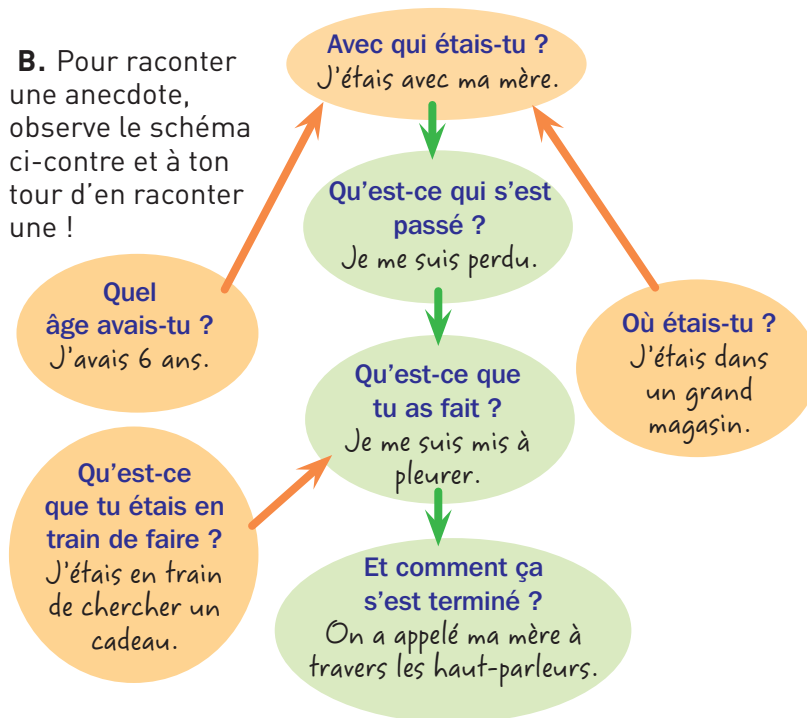 B. Pour raconter
une anecdote,
observe le schéma
ci-contre et à ton
tour d'en raconter
une !
Avec qui étais-tu ?
J'étais avec ma mère.
Qu'est-ce qui s'est
passé ?
Je me suis perdu.
Quel
âge avais-tu ?
J'avais 6 ans.
Où étais-tu ?
J'étais dans
un grand
magasin.
Qu'est-ce que
tu as fait ?
Je me suis mis à
pleurer.
Qu'est-ce
que tu étais en
train de faire ?
J'étais en train
de chercher un
cadeau.
Et comment ça
s'est terminé ?
On a appelé ma mère à
travers les haut-parleurs.